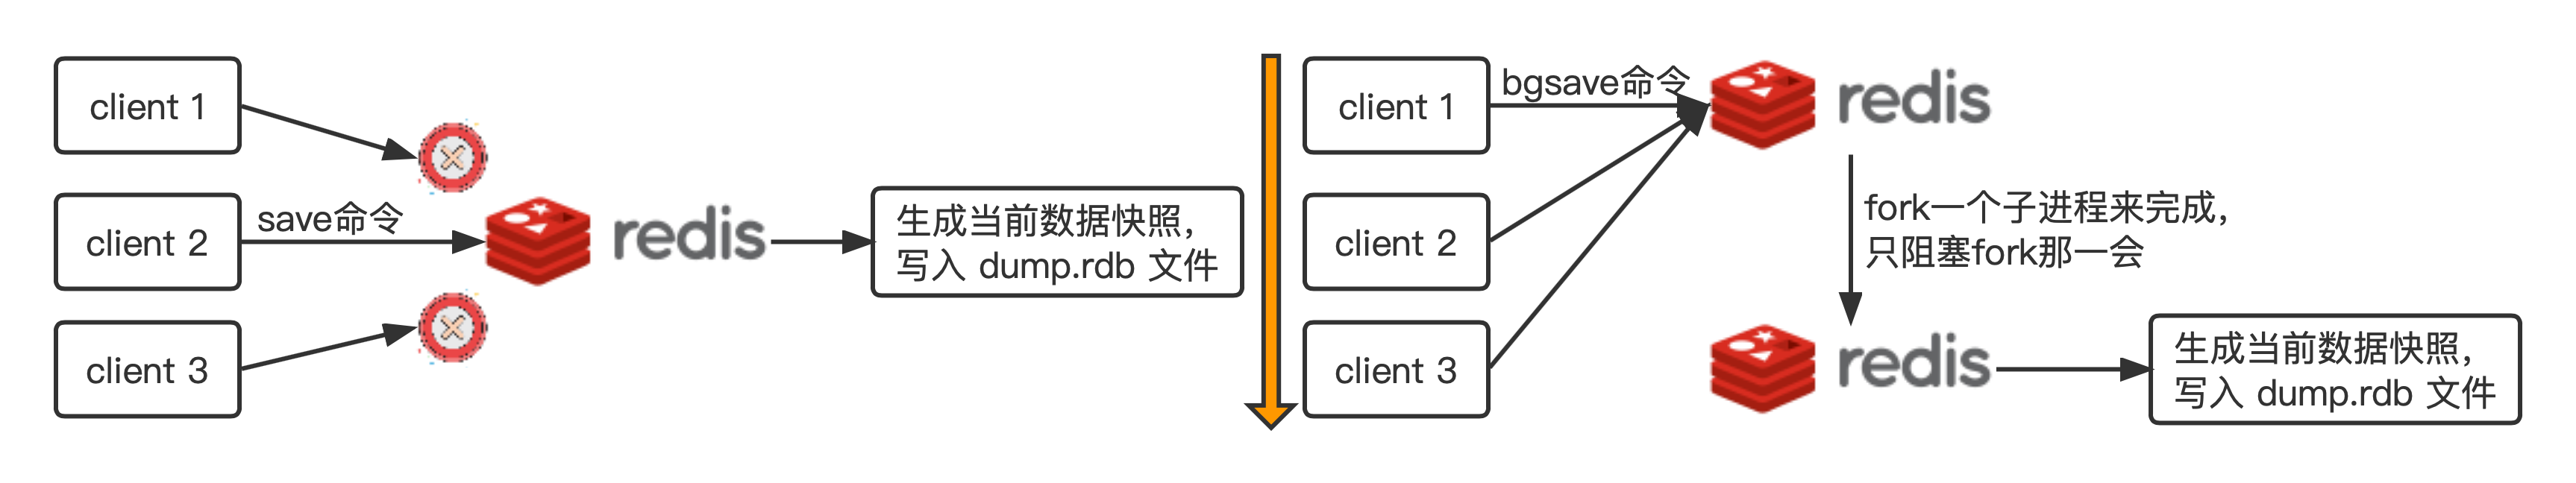 client 1
client 2
save命令
client 3
redis
生成当前数据快照，
写入 dump.rdb 文件
client 1
bgsave命令
client 2
client 3
redis
fork一个子进程来完成，
只阻塞fork那一会
redis
生成当前数据快照，
写入 dump.rdb 文件